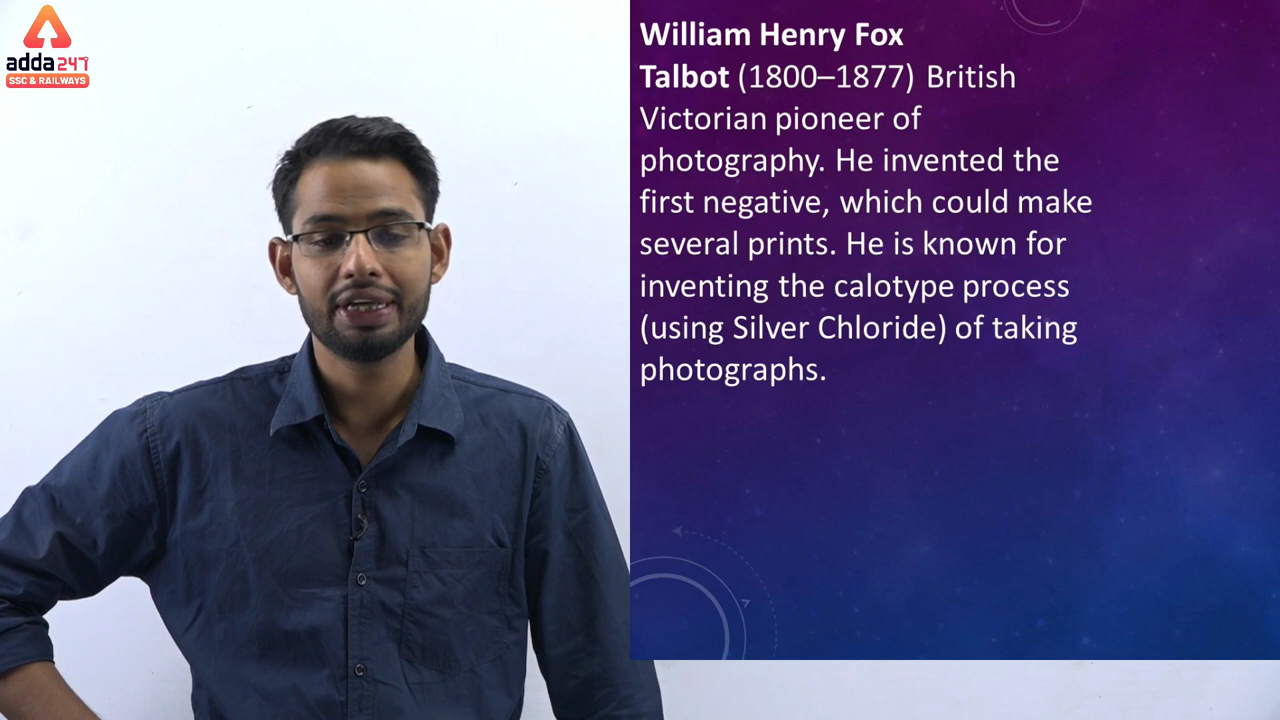 adda247
SSC & RAILWAYS
William Henry Fox
Talbot (1800–1877) British
Victorian pioneer of
photography. He invented the
first negative, which could make
several prints. He is known for
inventing the calotype process
(using Silver Chloride) of taking
photographs.